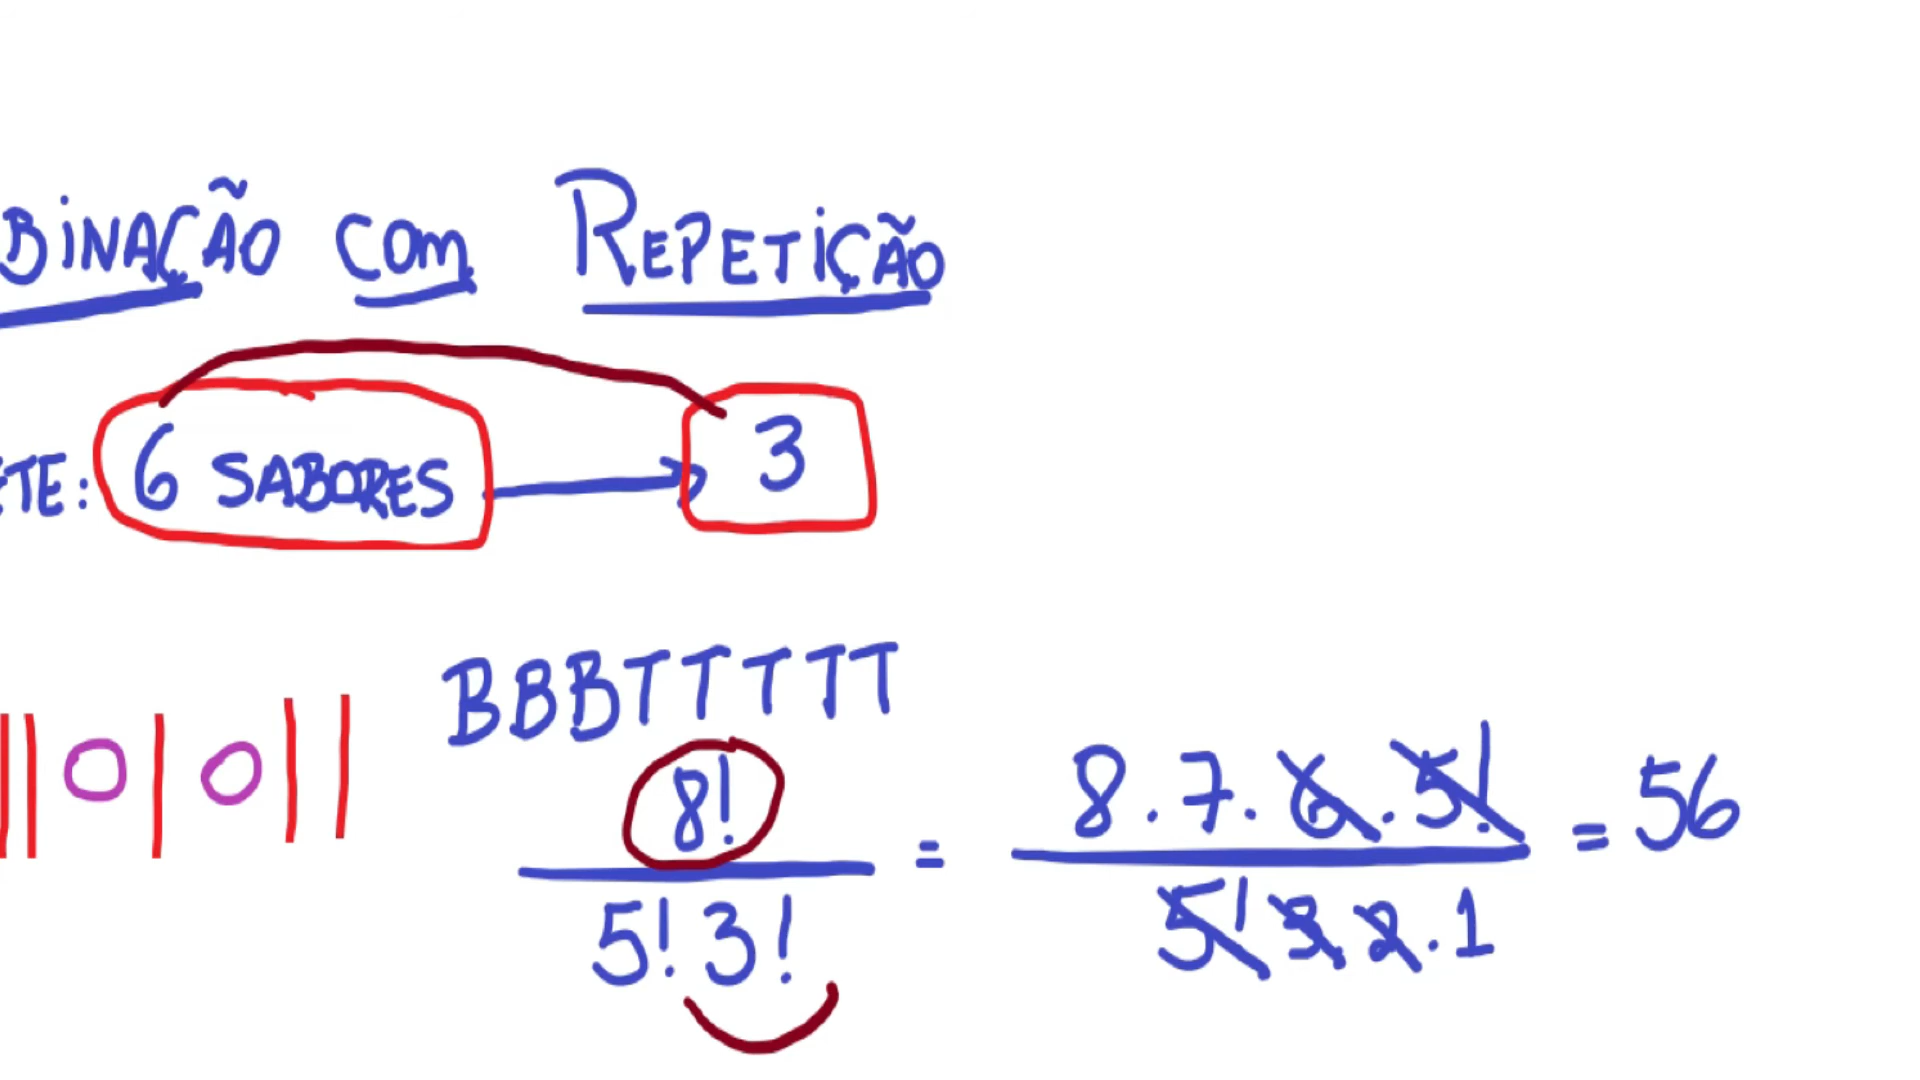 BINAÇÃO COM REPETIÇÃO
ETE: 6 SABORES → 3
BBBTTTTT
8! / 5! 3! = 8.7.6.5! / 5! 3 2.1 = 56